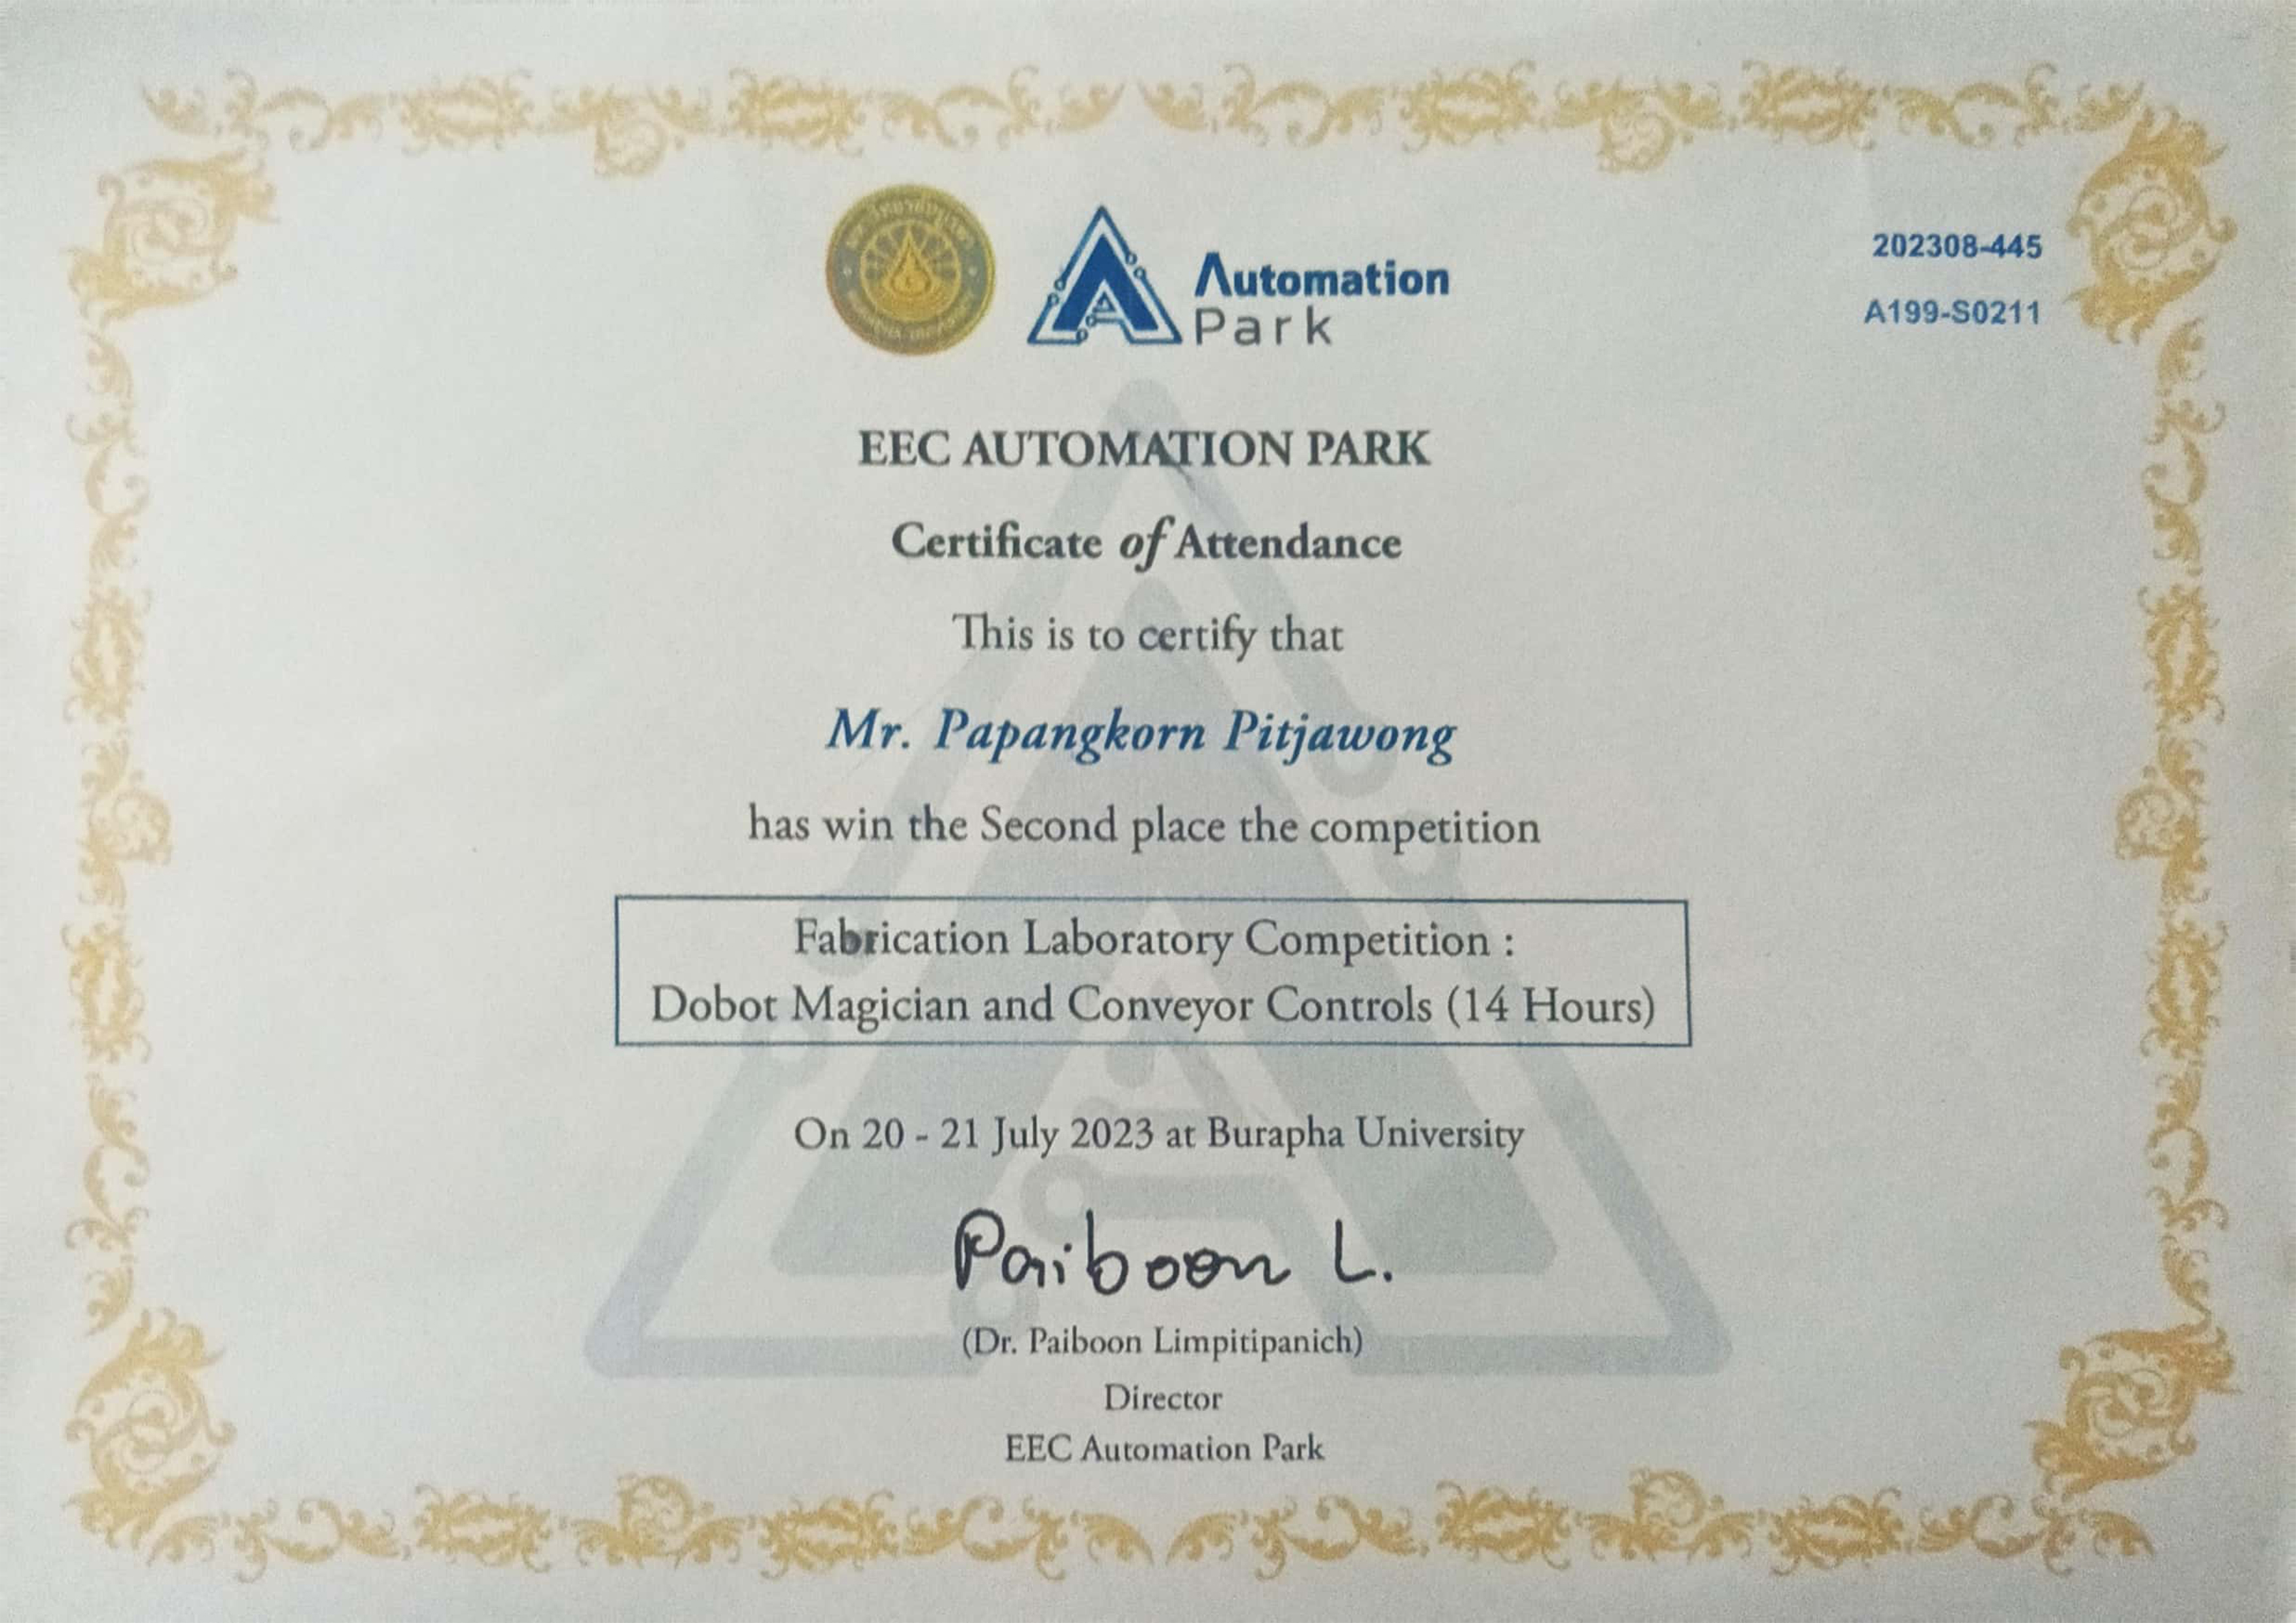 Automation
Park
202308-445
A199-S0211
EEC AUTOMATION PARK
Certificate of Attendance
This is to certify that
Mr. Papangkorn Pitjawong
has win the Second place the competition
Fabrication Laboratory Competition :
Dobot Magician and Conveyor Controls (14 Hours)
On 20 - 21 July 2023 at Burapha University
Paiboon L.
(Dr. Paiboon Limpitipanich)
Director
EEC Automation Park